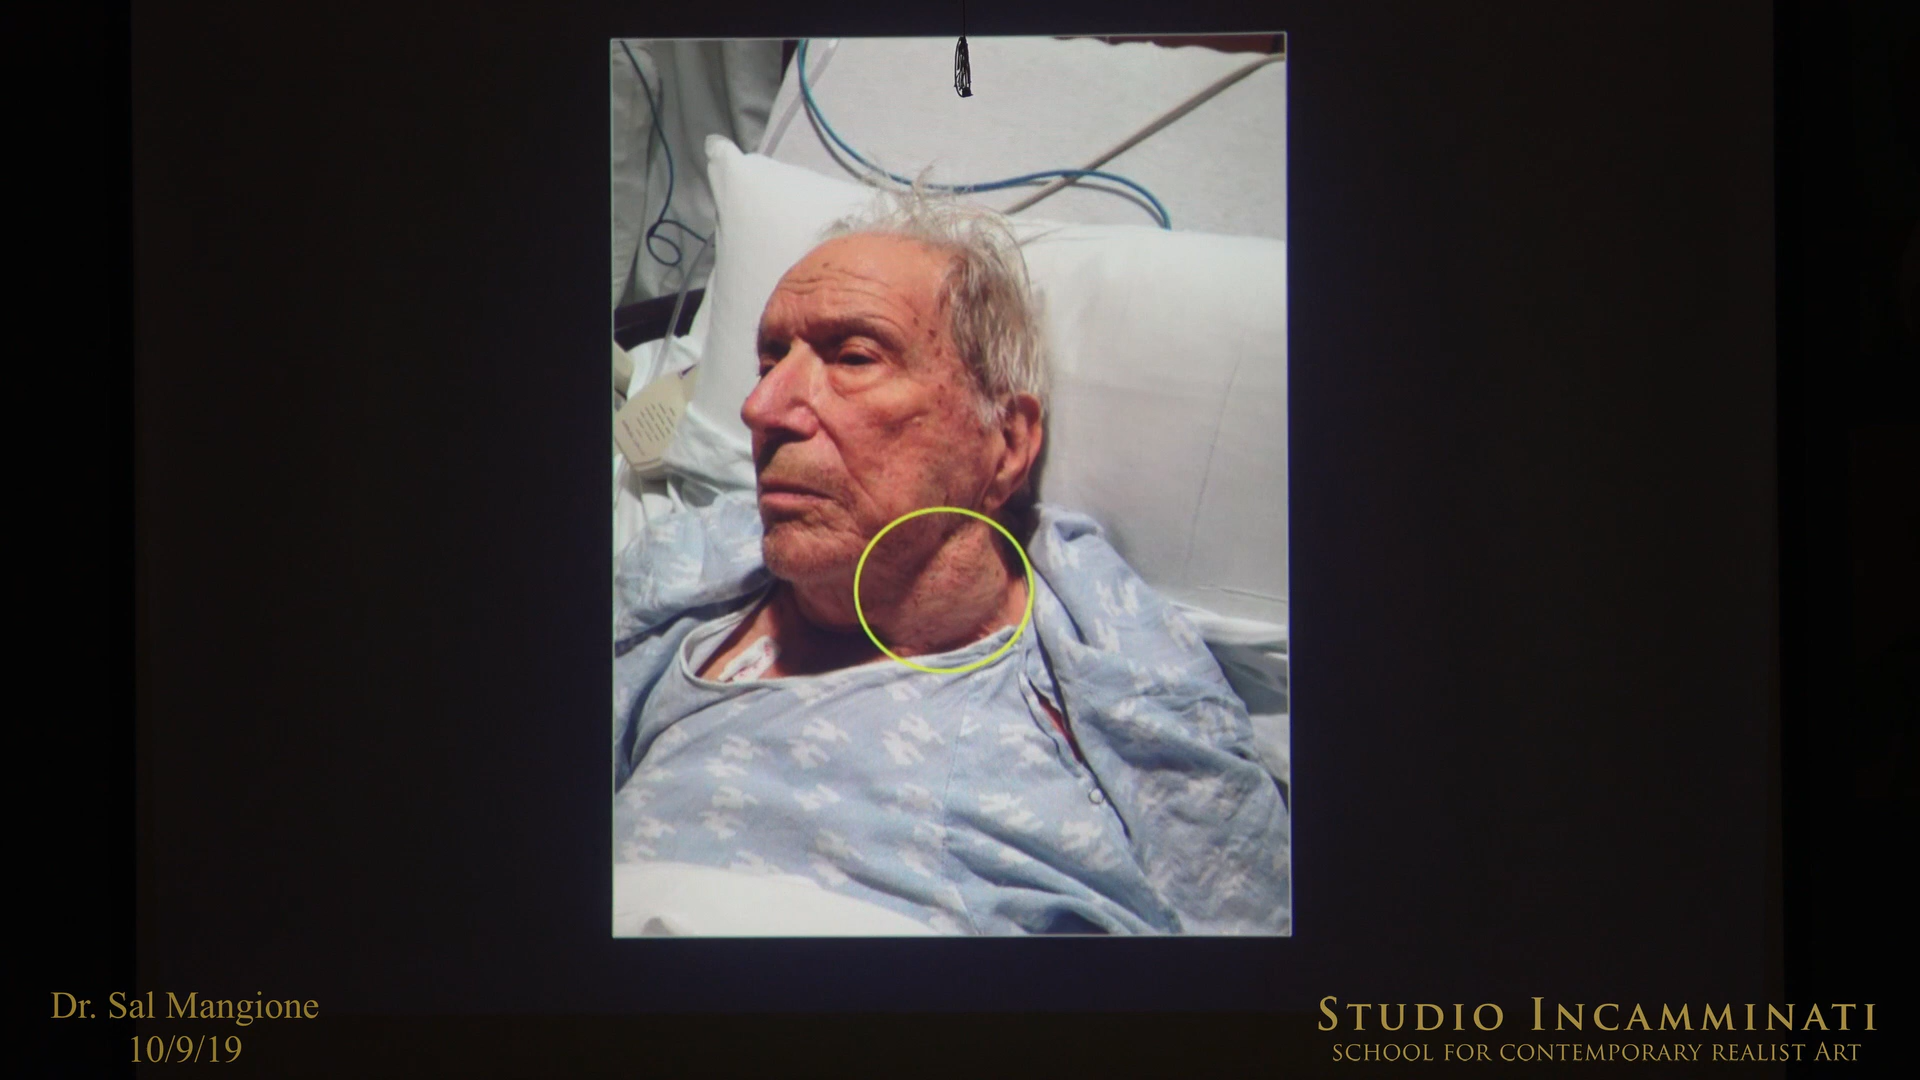 Dr. Sal Mangione
10/9/19
STUDIO INCAMMINATI
SCHOOL FOR CONTEMPORARY REALIST ART